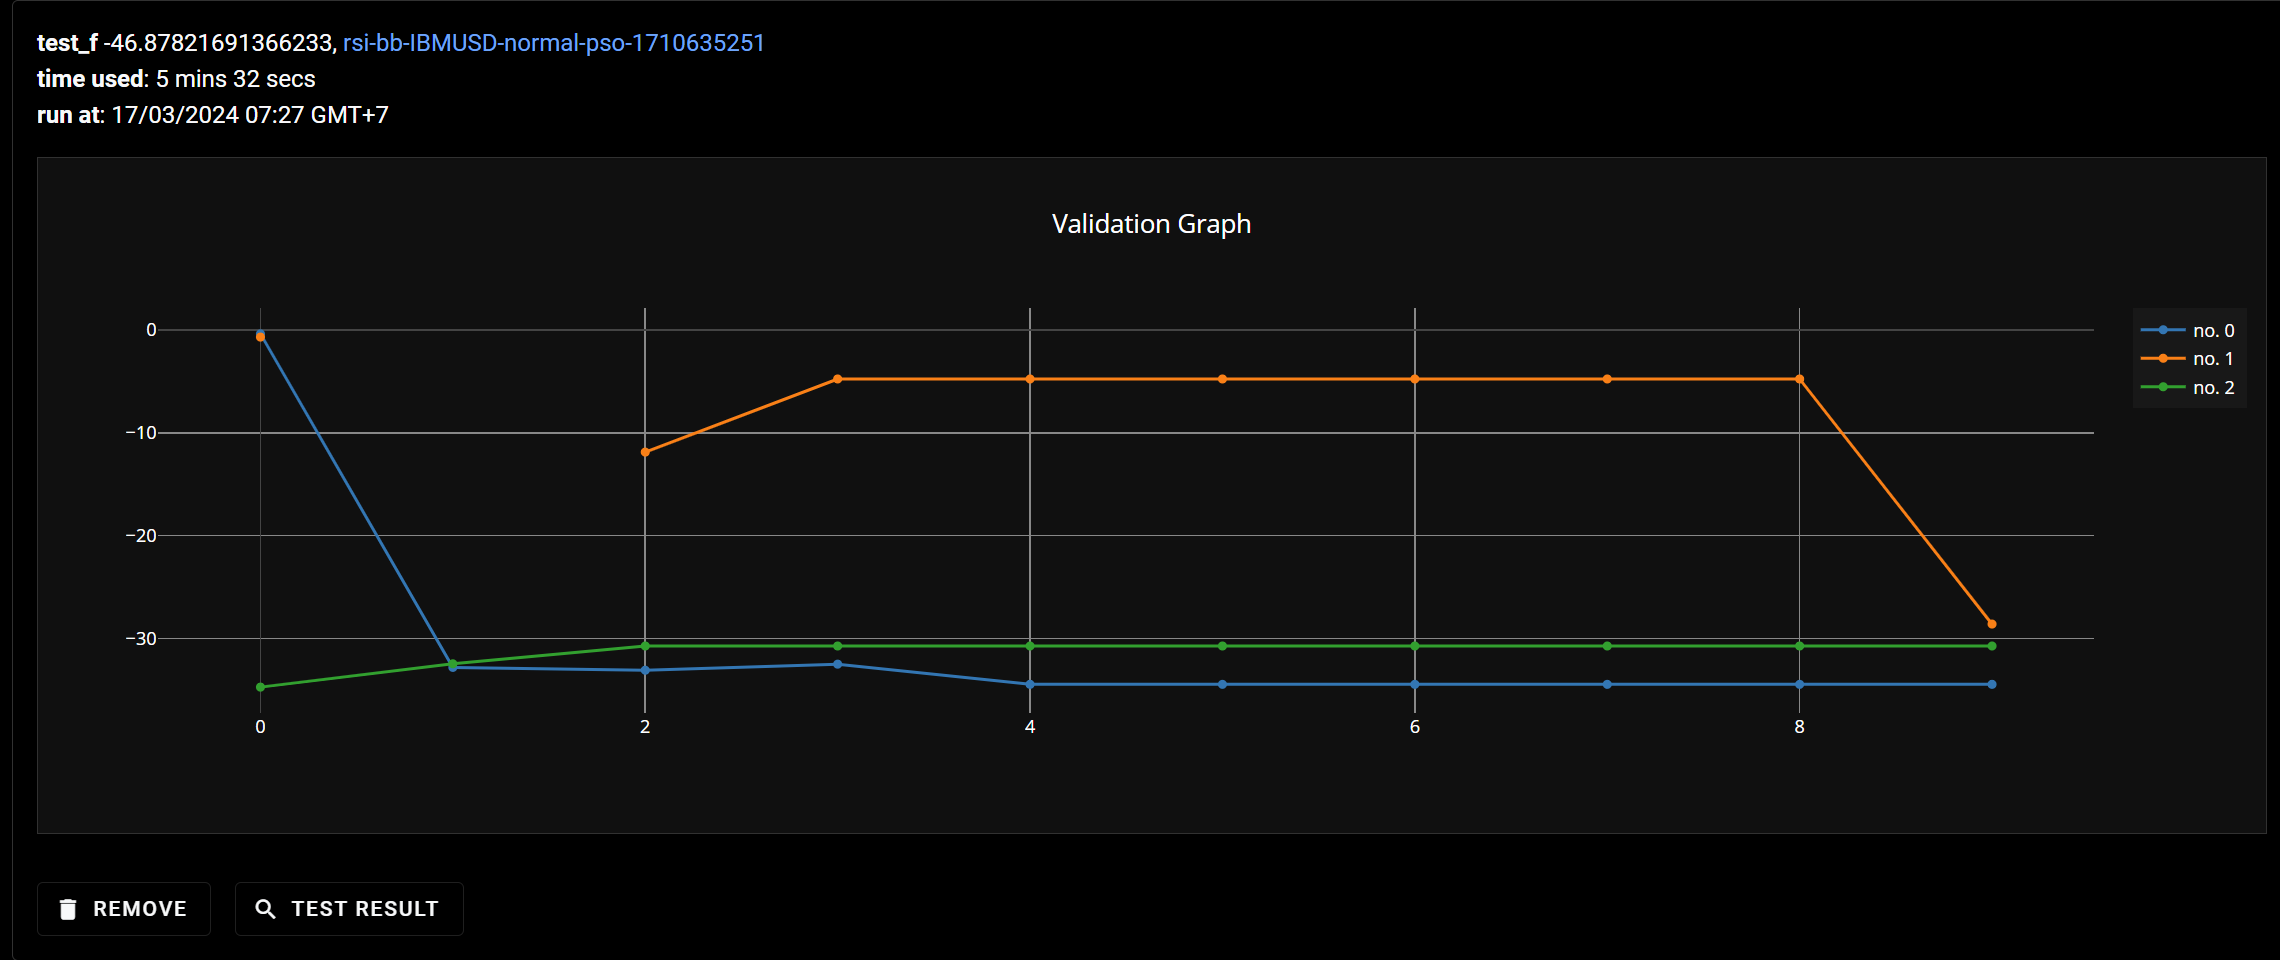 test_f -46.87821691366233, rsi-bb-IBMUSD-normal-pso-1710635251
time used: 5 mins 32 secs
run at: 17/03/2024 07:27 GMT+7
Validation Graph
0
−10
−20
−30
0 2 4 6 8
no. 0
no. 1
no. 2
REMOVE
TEST RESULT